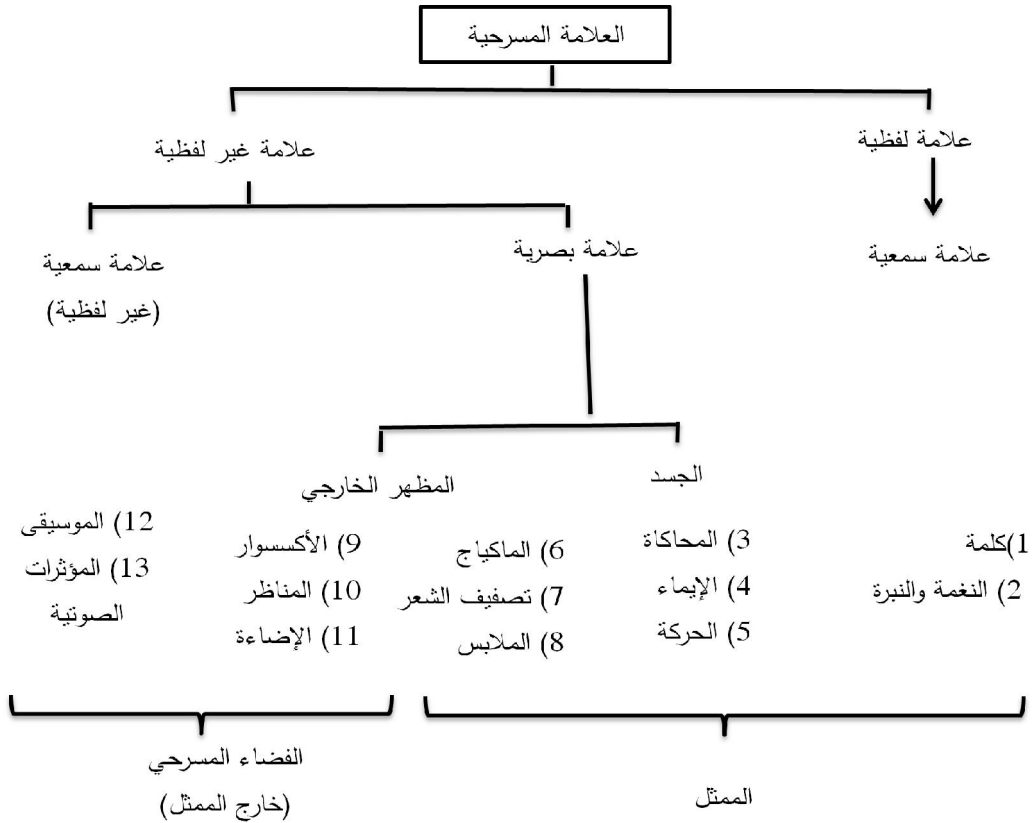 العلامة المسرحية
علامة لفظية
علامة غير لفظية
علامة سمعية
علامة بصرية
علامة سمعية
(غير لفظية)
الجسد
المظهر الخارجي
1)كلمة
2) النغمة والنبرة
3) المحاكاة
4) الإيماء
5) الحركة
6) الماكياج
7) تصفيف الشعر
8) الملابس
9) الأكسسوار
10) المناظر
11) الإضاءة
12) الموسيقى
13) المؤثرات
الصوتية
الممثل
الفضاء المسرحي
(خارج الممثل)